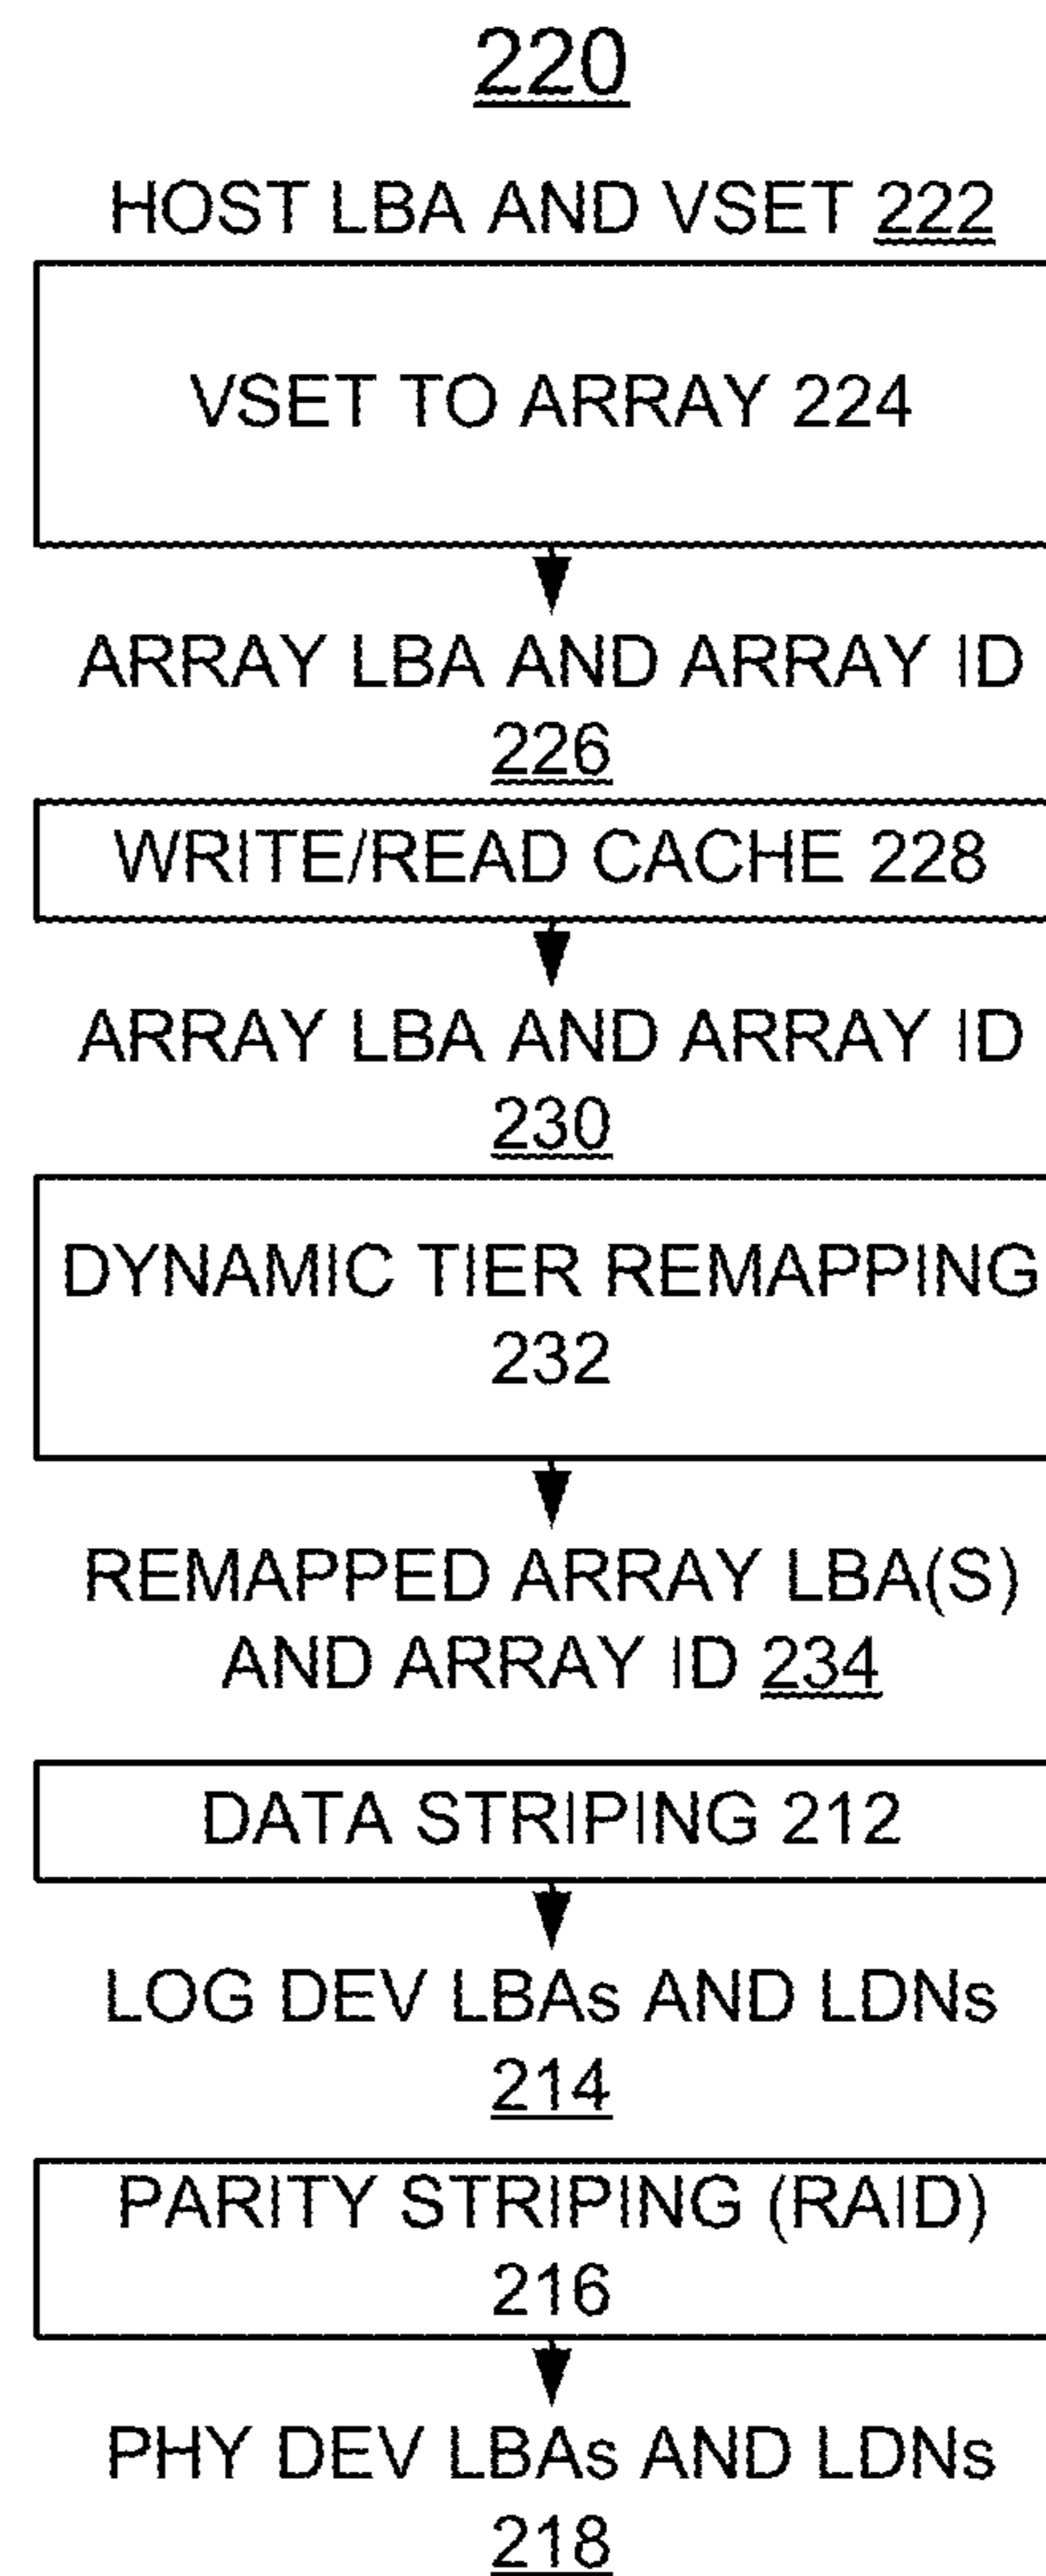 220
HOST LBA AND VSET 222
VSET TO ARRAY 224
ARRAY LBA AND ARRAY ID
226
WRITE/READ CACHE 228
ARRAY LBA AND ARRAY ID
230
DYNAMIC TIER REMAPPING
232
REMAPPED ARRAY LBA(S)
AND ARRAY ID 234
DATA STRIPING 212
LOG DEV LBAs AND LDNs
214
PARITY STRIPING (RAID)
216
PHY DEV LBAs AND LDNs
218